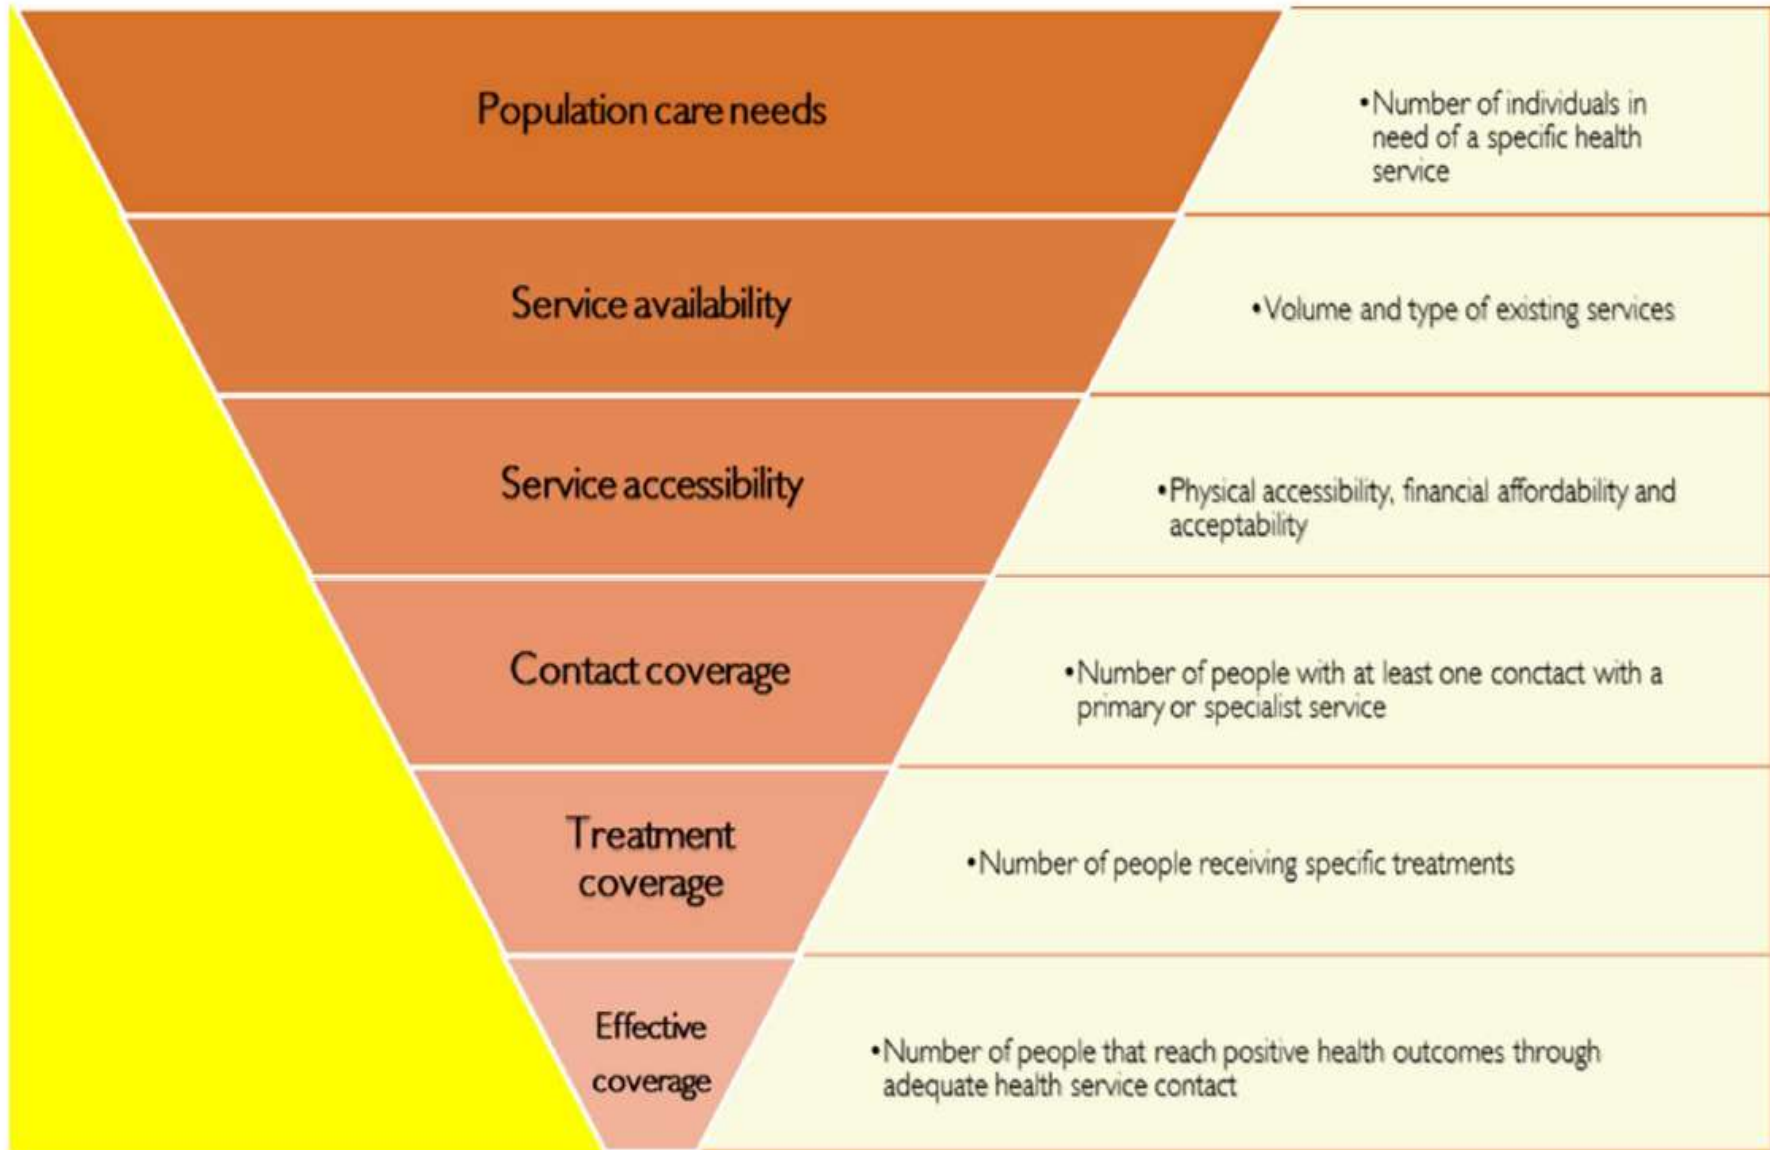 Population care needs
•Number of individuals in
need of a specific health
service
Service availability
•Volume and type of existing services
Service accessibility
•Physical accessibility, financial affordability and
acceptability
Contact coverage
•Number of people with at least one conctact with a
primary or specialist service
Treatment
coverage
•Number of people receiving specific treatments
Effective
coverage
•Number of people that reach positive health outcomes through
adequate health service contact